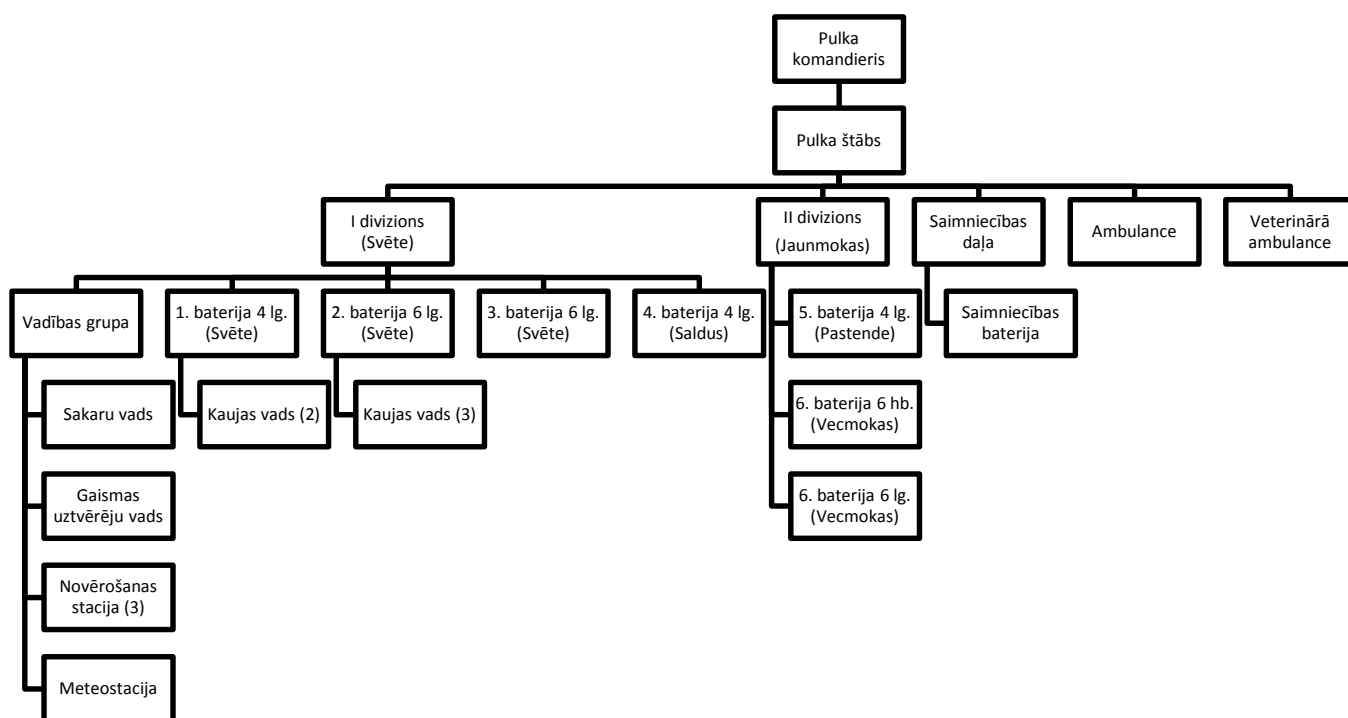 Pulka
komandieris
Pulka štābs
I divizions
(Svēte)
II divizions
(Jaunmokas)
Saimniecības
daļa
Ambulance
Veterinārā
ambulance
Vadības grupa
1. baterija 4 lg.
(Svēte)
2. baterija 6 lg.
(Svēte)
3. baterija 6 lg.
(Svēte)
4. baterija 4 lg.
(Saldus)
5. baterija 4 lg.
(Pastende)
Saimniecības
baterija
Sakaru vads
Kaujas vads (2)
Kaujas vads (3)
6. baterija 6 hb.
(Vecmokas)
Gaismas
uztvērēju vads
6. baterija 6 lg.
(Vecmokas)
Novērošanas
stacija (3)
Meteostacija